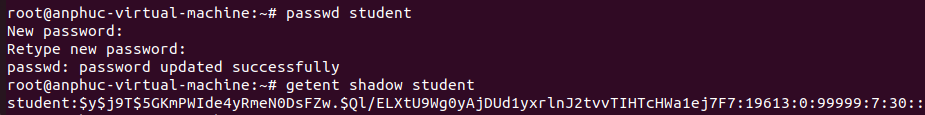 root@anphuc-virtual-machine:~# passwd student
New password:
Retype new password:
passwd: password updated successfully
root@anphuc-virtual-machine:~# getent shadow student
student:$y$j9T$5GKmPWIde4yRmeN0DsFZw.$Ql/ELXtU9Wg0yAjDUd1yxrlnJ2tvvTIHTcHWa1ej7F7:19613:0:99999:7:30::